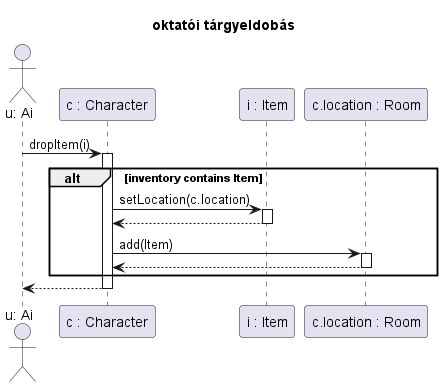 oktatói tárgyeldobás
u: Ai
c : Character
i : Item
c.location : Room
dropItem(i)
alt
[inventory contains Item]
setLocation(c.location)
add(Item)
u: Ai
c : Character
i : Item
c.location : Room